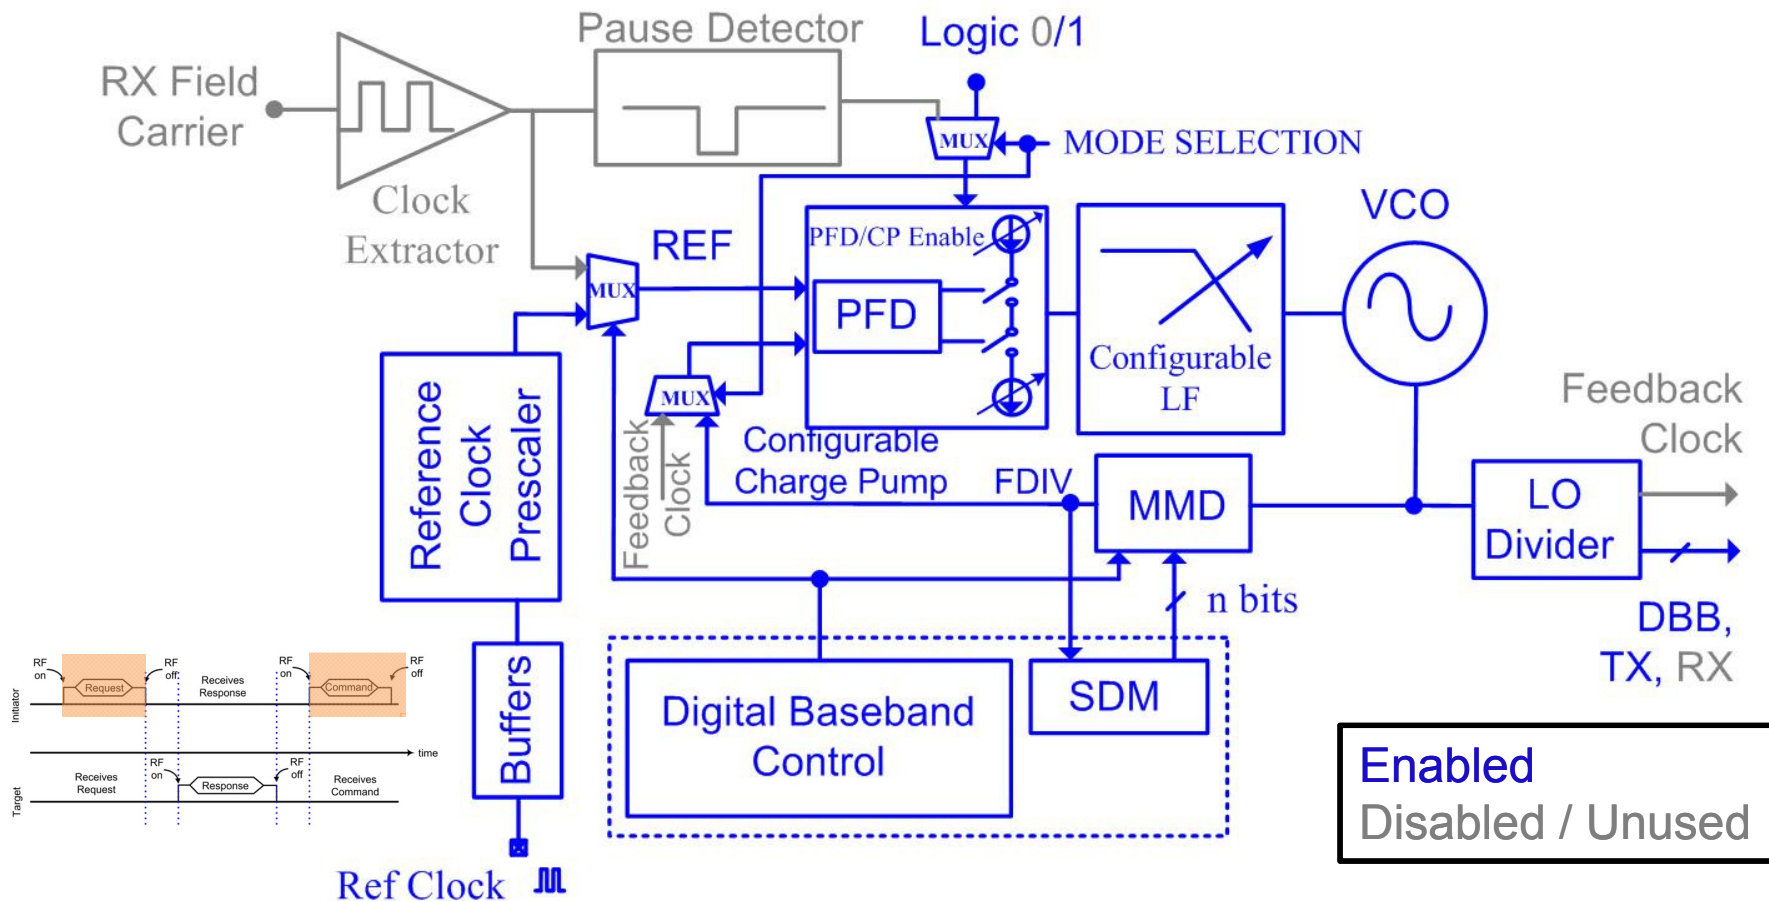 Pause Detector
Logic 0/1
RX Field
Carrier
MUX
MODE SELECTION
Clock
Extractor
VCO
REF
PFD/CP Enable
MUX
PFD
Configurable
LF
MUX
Feedback
Clock
Reference
Clock
Prescaler
Feedback
Clock
Configurable
Charge Pump
FDIV
MMD
LO
Divider
n bits
DBB,
TX, RX
Buffers
Digital Baseband
Control
SDM
Initiator
RF
on
Request
RF
off
Receives
Response
RF
on
Command
RF
off
time
Target
Receives
Request
RF
on
Response
RF
off
Receives
Command
Enabled
Disabled / Unused
Ref Clock